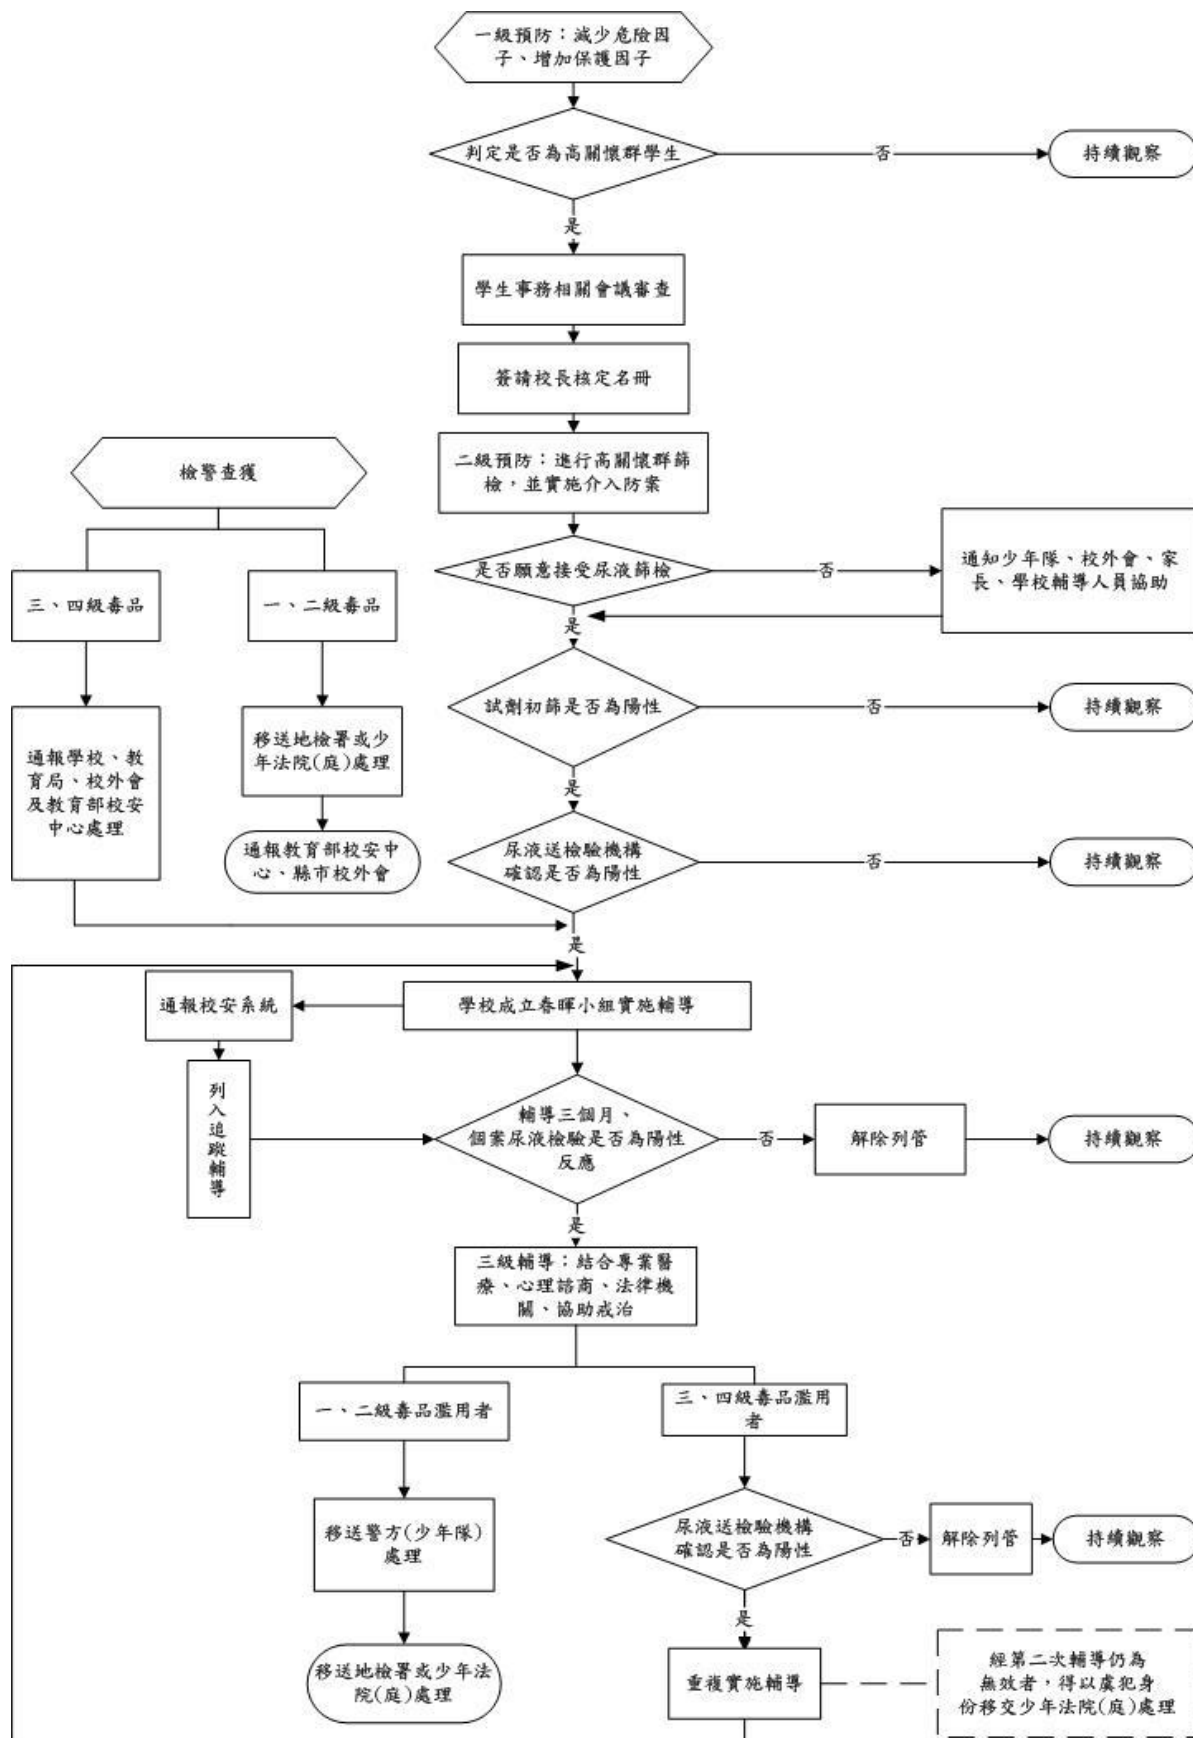 一級預防：減少危險因
子、增加保護因子
判定是否為高關懷群學生
否
持續觀察
是
學生事務相關會議審查
簽請校長核定名冊
二級預防：進行高關懷群篩
檢，並實施介入防案
檢警查獲
三、四級毒品
一、二級毒品
是否願意接受尿液篩檢
否
通知少年隊、校外會、家
長、學校輔導人員協助
是
試劑初篩是否為陽性
否
持續觀察
通報學校、教
育局、校外會
及教育部校安
中心處理
移送地檢署或少
年法院(庭)處理
通報教育部校安中
心、縣市校外會
是
尿液送檢驗機構
確認是否為陽性
否
持續觀察
是
通報校安系統
學校成立春暉小組實施輔導
列
入
追
蹤
輔
導
輔導三個月、
個案尿液檢驗是否為陽性
反應
否
解除列管
持續觀察
是
三級輔導：結合專業醫
療、心理諮商、法律機
關、協助戒治
一、二級毒品濫用者
三、四級毒品濫用
者
移送警方(少年隊)
處理
尿液送檢驗機構
確認是否為陽性
否
解除列管
持續觀察
是
移送地檢署或少年法
院(庭)處理
重複實施輔導
經第二次輔導仍為
無效者，得以虞犯身
份移交少年法院(庭)處理